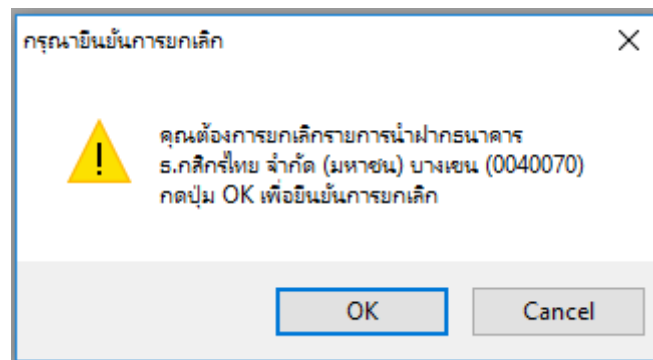 กรุณายืนยันการยกเลิก
คุณต้องการยกเลิกรายการนำฝากธนาคาร
ธ.กสิกรไทย จำกัด (มหาชน) บางเขน (0040070)
กดปุ่ม OK เพื่อยืนยันการยกเลิก
OK Cancel